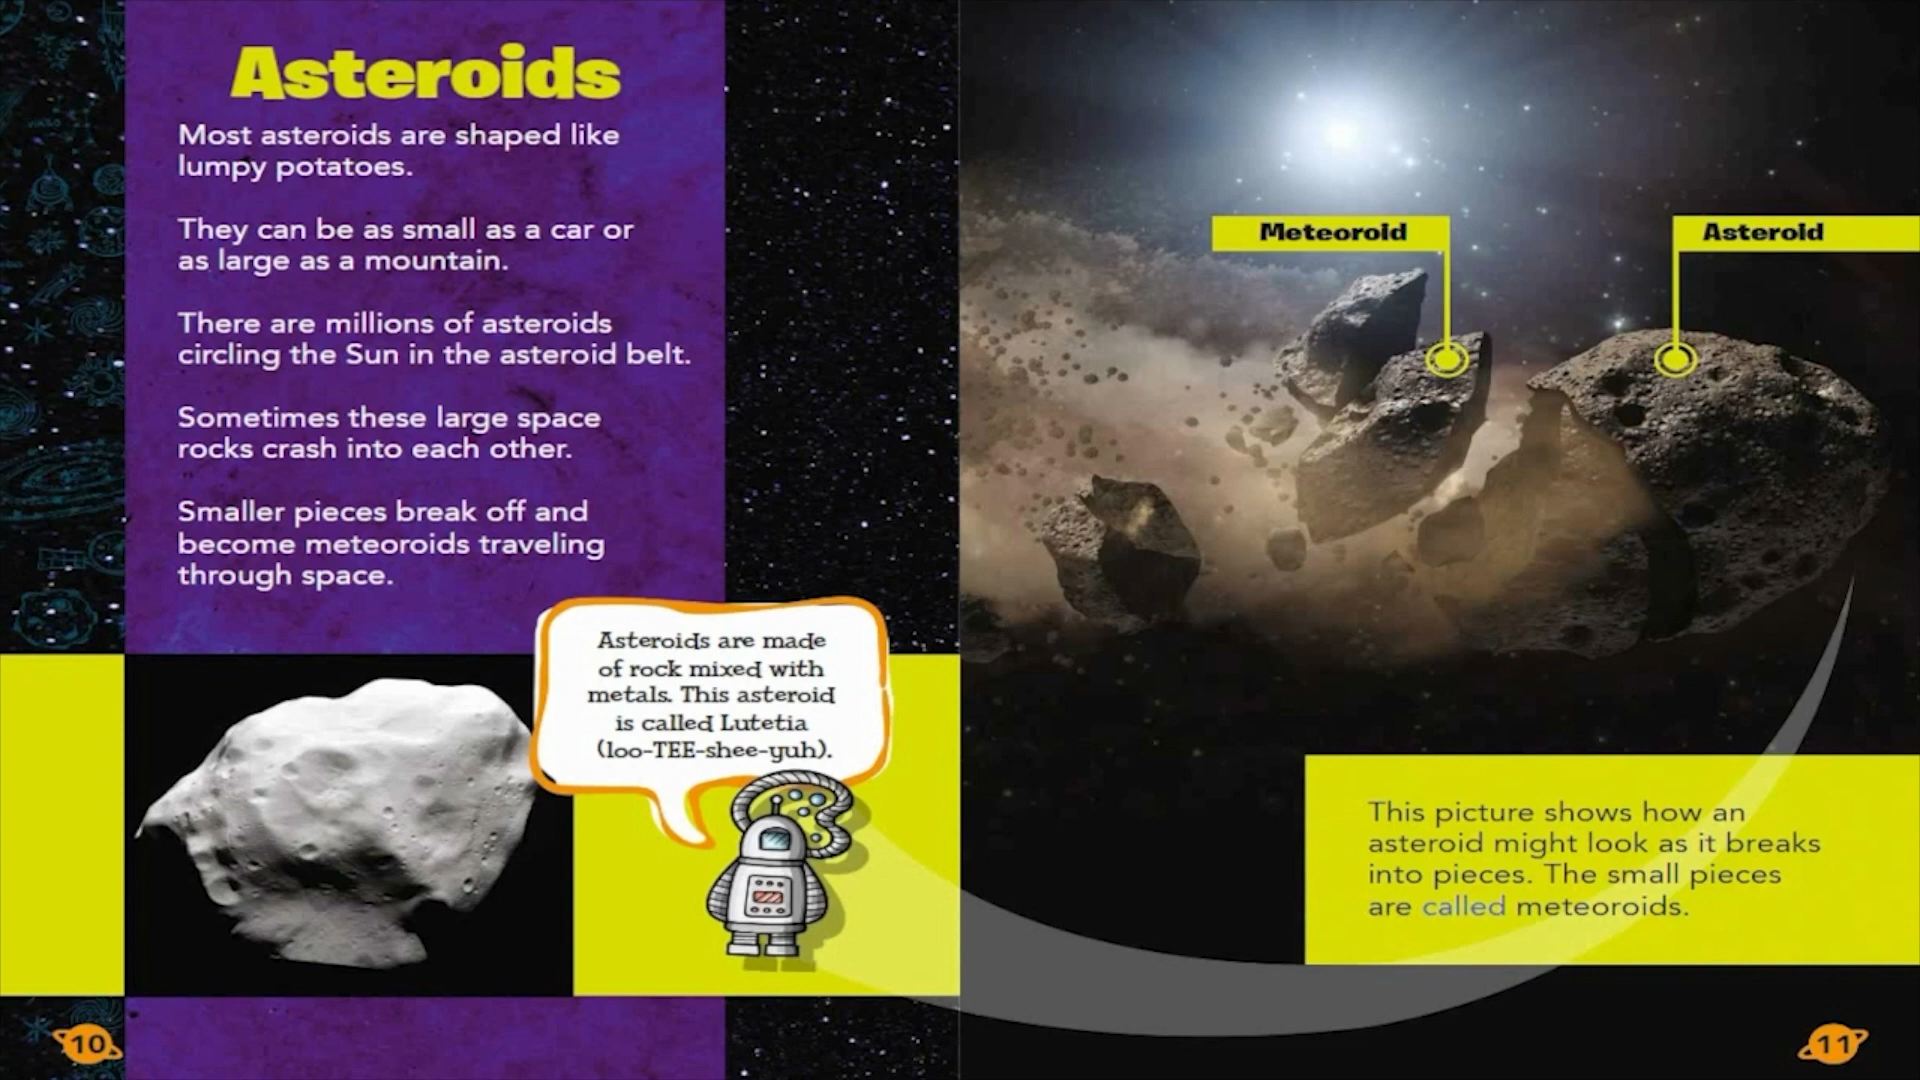 Asteroids
Most asteroids are shaped like
lumpy potatoes.
They can be as small as a car or
as large as a mountain.
There are millions of asteroids
circling the Sun in the asteroid belt.
Sometimes these large space
rocks crash into each other.
Smaller pieces break off and
become meteoroids traveling
through space.
Asteroids are made
of rock mixed with
metals. This asteroid
is called Lutetia
(loo-TEE-shee-yuh).
10
Meteoroid
Asteroid
This picture shows how an
asteroid might look as it breaks
into pieces. The small pieces
are called meteoroids.
11